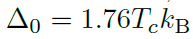 Δ₀ = 1.76T_c k_B